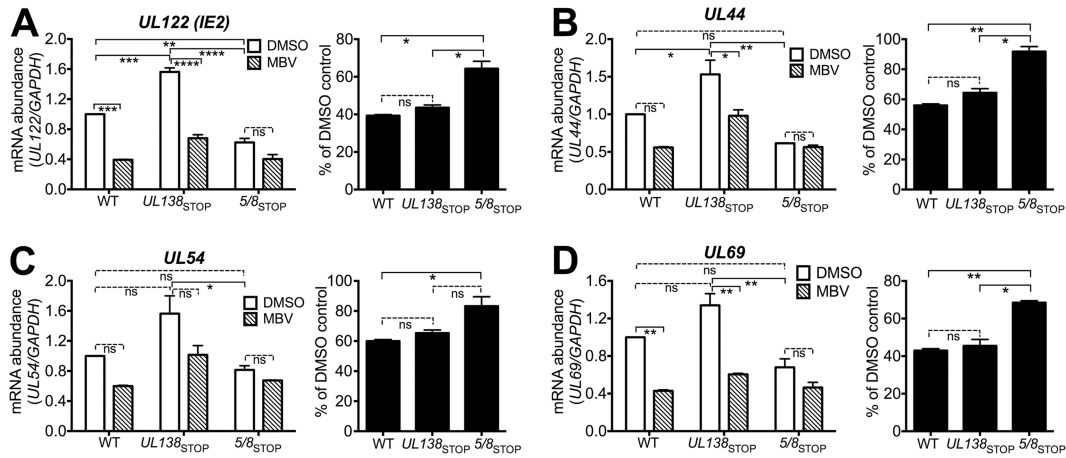 A
UL122 (IE2)
mRNA abundance
(UL122/GAPDH)
2.0
1.6
1.2
0.8
0.4
0.0
**
***
****
***
****
ns
DMSO
MBV
WT
UL138STOP
5/8STOP
% of DMSO control
80
60
40
20
0
*
*
ns
WT
UL138STOP
5/8STOP
B
UL44
mRNA abundance
(UL44/GAPDH)
2.0
1.5
1.0
0.5
0.0
ns
*
**
ns
*
ns
DMSO
MBV
WT
UL138STOP
5/8STOP
% of DMSO control
100
80
60
40
20
0
**
*
ns
WT
UL138STOP
5/8STOP
C
UL54
mRNA abundance
(UL54/GAPDH)
2.0
1.6
1.2
0.8
0.4
0.0
ns
ns
*
ns
ns
ns
DMSO
MBV
WT
UL138STOP
5/8STOP
% of DMSO control
100
80
60
40
20
0
*
ns
ns
WT
UL138STOP
5/8STOP
D
UL69
mRNA abundance
(UL69/GAPDH)
1.6
1.2
0.8
0.4
0.0
ns
ns
**
**
**
ns
DMSO
MBV
WT
UL138STOP
5/8STOP
% of DMSO control
80
60
40
20
0
**
*
ns
WT
UL138STOP
5/8STOP